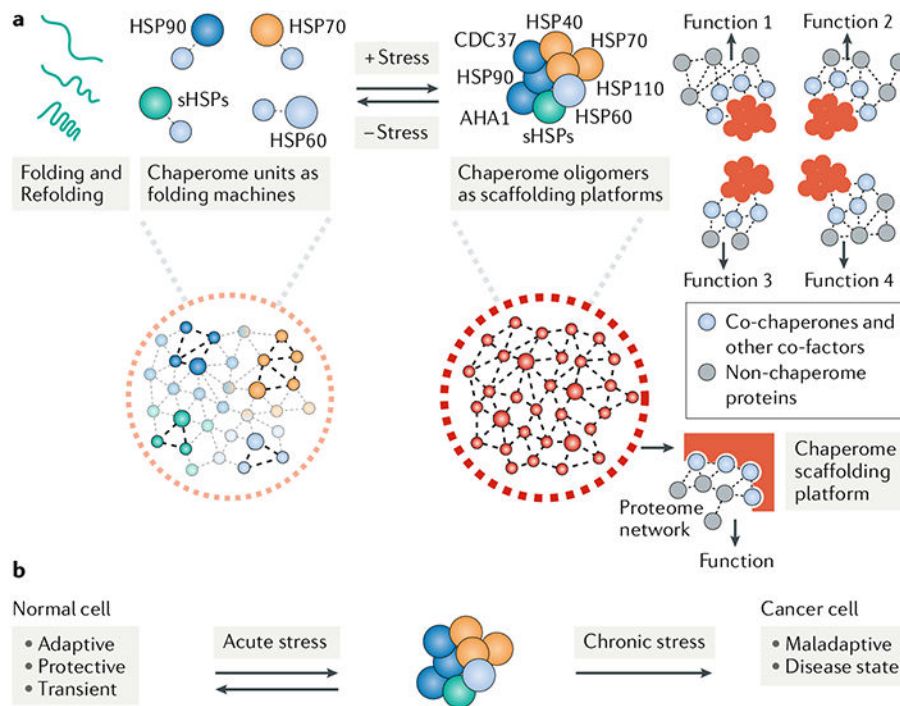 a
HSP90
HSP70
sHSPs
HSP60
+ Stress
– Stress
HSP40
CDC37
HSP70
HSP90
HSP110
AHA1
HSP60
sHSPs
Function 1
Function 2
Folding and
Refolding
Chaperome units as
folding machines
Chaperome oligomers
as scaffolding platforms
Function 3
Function 4
Co-chaperones and
other co-factors
Non-chaperome
proteins
Chaperome
scaffolding
platform
Proteome
network
Function
b
Normal cell
• Adaptive
• Protective
• Transient
Acute stress
Chronic stress
Cancer cell
• Maladaptive
• Disease state